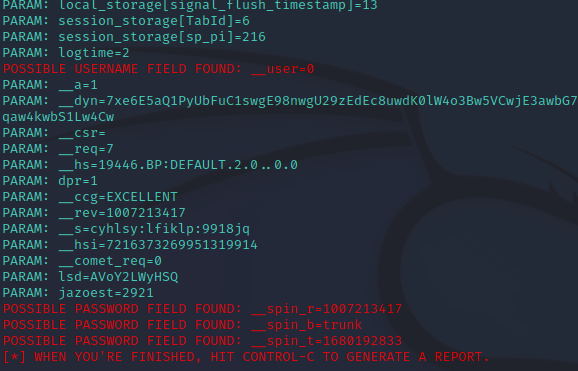 PARAM: local_storage[signal_flush_timestamp]=13
PARAM: session_storage[TabId]=6
PARAM: session_storage[sp_pi]=216
PARAM: logtime=2
POSSIBLE USERNAME FIELD FOUND: __user=0
PARAM: __a=1
PARAM: __dyn=7xe6E5aQ1PyUbFuC1swgE98nwgU29zEdEc8uwdK0lW4o3Bw5VCwjE3awbG7
qaw4kwbS1Lw4Cw
PARAM: __csr=
PARAM: __req=7
PARAM: __hs=19446.BP:DEFAULT.2.0..0.0
PARAM: dpr=1
PARAM: __ccg=EXCELLENT
PARAM: __rev=1007213417
PARAM: __s=cyhlsy:lfiklp:9918jq
PARAM: __hsi=7216373269951319914
PARAM: __comet_req=0
PARAM: lsd=AVoY2LWyHSQ
PARAM: jazoest=2921
POSSIBLE PASSWORD FIELD FOUND: __spin_r=1007213417
POSSIBLE PASSWORD FIELD FOUND: __spin_b=trunk
POSSIBLE PASSWORD FIELD FOUND: __spin_t=1680192833
[*] WHEN YOU'RE FINISHED, HIT CONTROL-C TO GENERATE A REPORT.